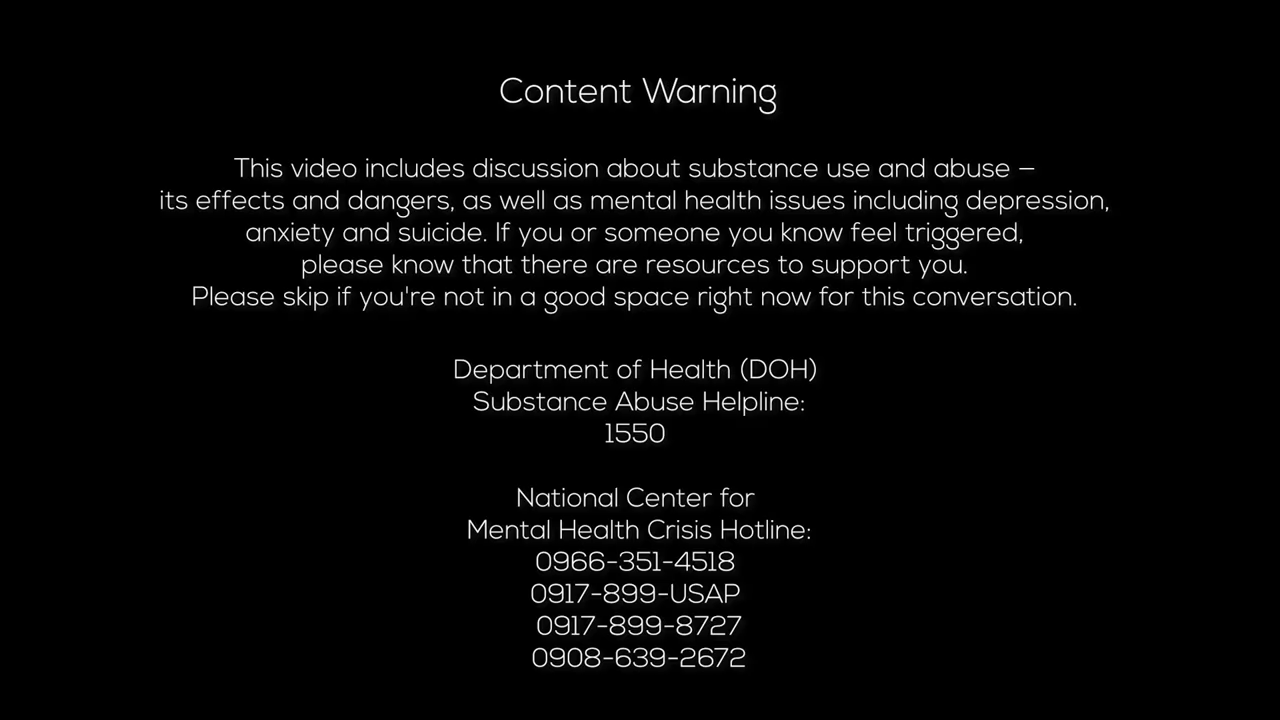 Content Warning
This video includes discussion about substance use and abuse –
its effects and dangers, as well as mental health issues including depression,
anxiety and suicide. If you or someone you know feel triggered,
please know that there are resources to support you.
Please skip if you're not in a good space right now for this conversation.
Department of Health (DOH)
Substance Abuse Helpline:
1550
National Center for
Mental Health Crisis Hotline:
0966-351-4518
0917-899-USAP
0917-899-8727
0908-639-2672